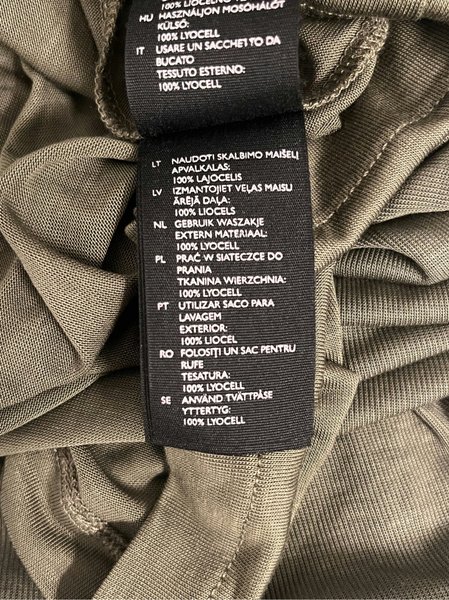 100% LIOCELNO
HU HASZNÁLJON MOSÓHÁLÓT
KÜLSŐ:
100% LYOCELL
IT USARE UN SACCHETTO DA
BUCATO
TESSUTO ESTERNO:
100% LYOCELL
LT NAUDOTI SKALBIMO MAIŠELĮ
APVALKALAS:
100% LAJOCELIS
LV IZMANTOJIET VEĻAS MAISU
ĀRĒJĀ DAĻA:
100% LIOCELS
NL GEBRUIK WASZAKJE
EXTERN MATERIAAL:
100% LYOCELL
PL PRAĆ W SIATECZCE DO
PRANIA
TKANINA WIERZCHNIA:
100% LYOCELL
PT UTILIZAR SACO PARA
LAVAGEM
EXTERIOR:
100% LIOCEL
RO FOLOSIȚI UN SAC PENTRU
RUFE
TESATURA:
100% LYOCELL
SE ANVÄND TVÄTTPÅSE
YTTERTYG:
100% LYOCELL